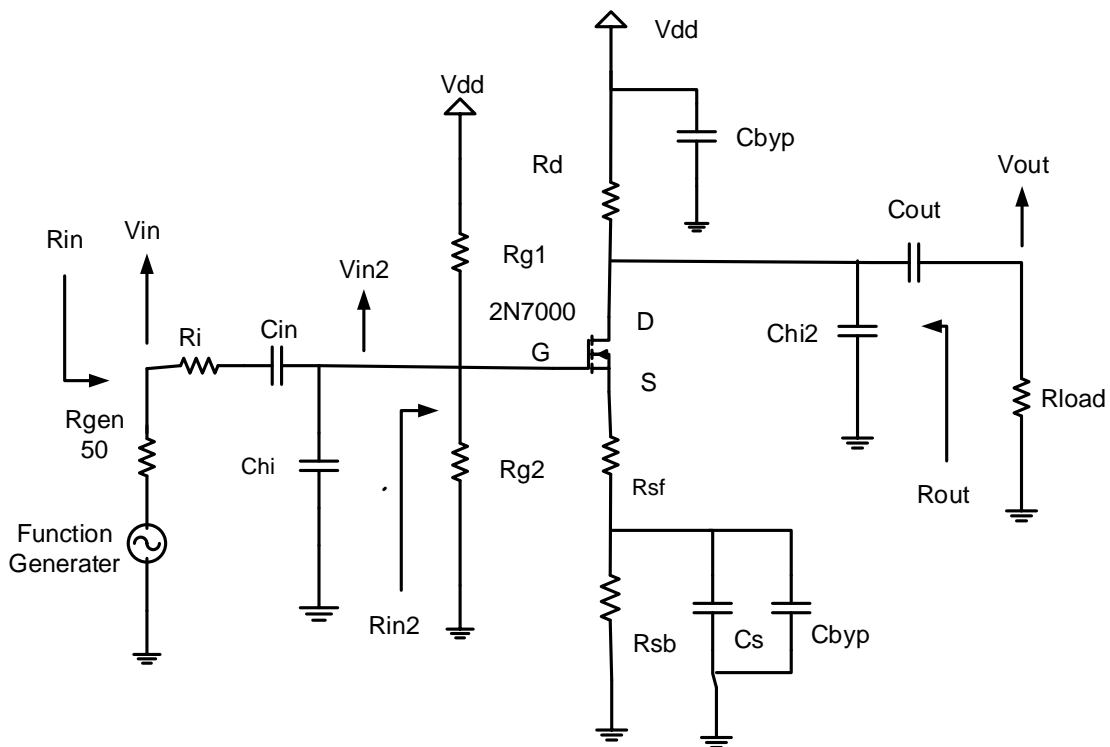 Vdd
Vdd
Cbyp
Rd
Vout
Cout
Rin
Vin
Rg1
Vin2
2N7000
D
Ri
Cin
G
Chi2
S
Rgen
50
Rload
Chi
Rg2
Rsf
Rout
Function
Generater
Rin2
Rsb
Cs
Cbyp